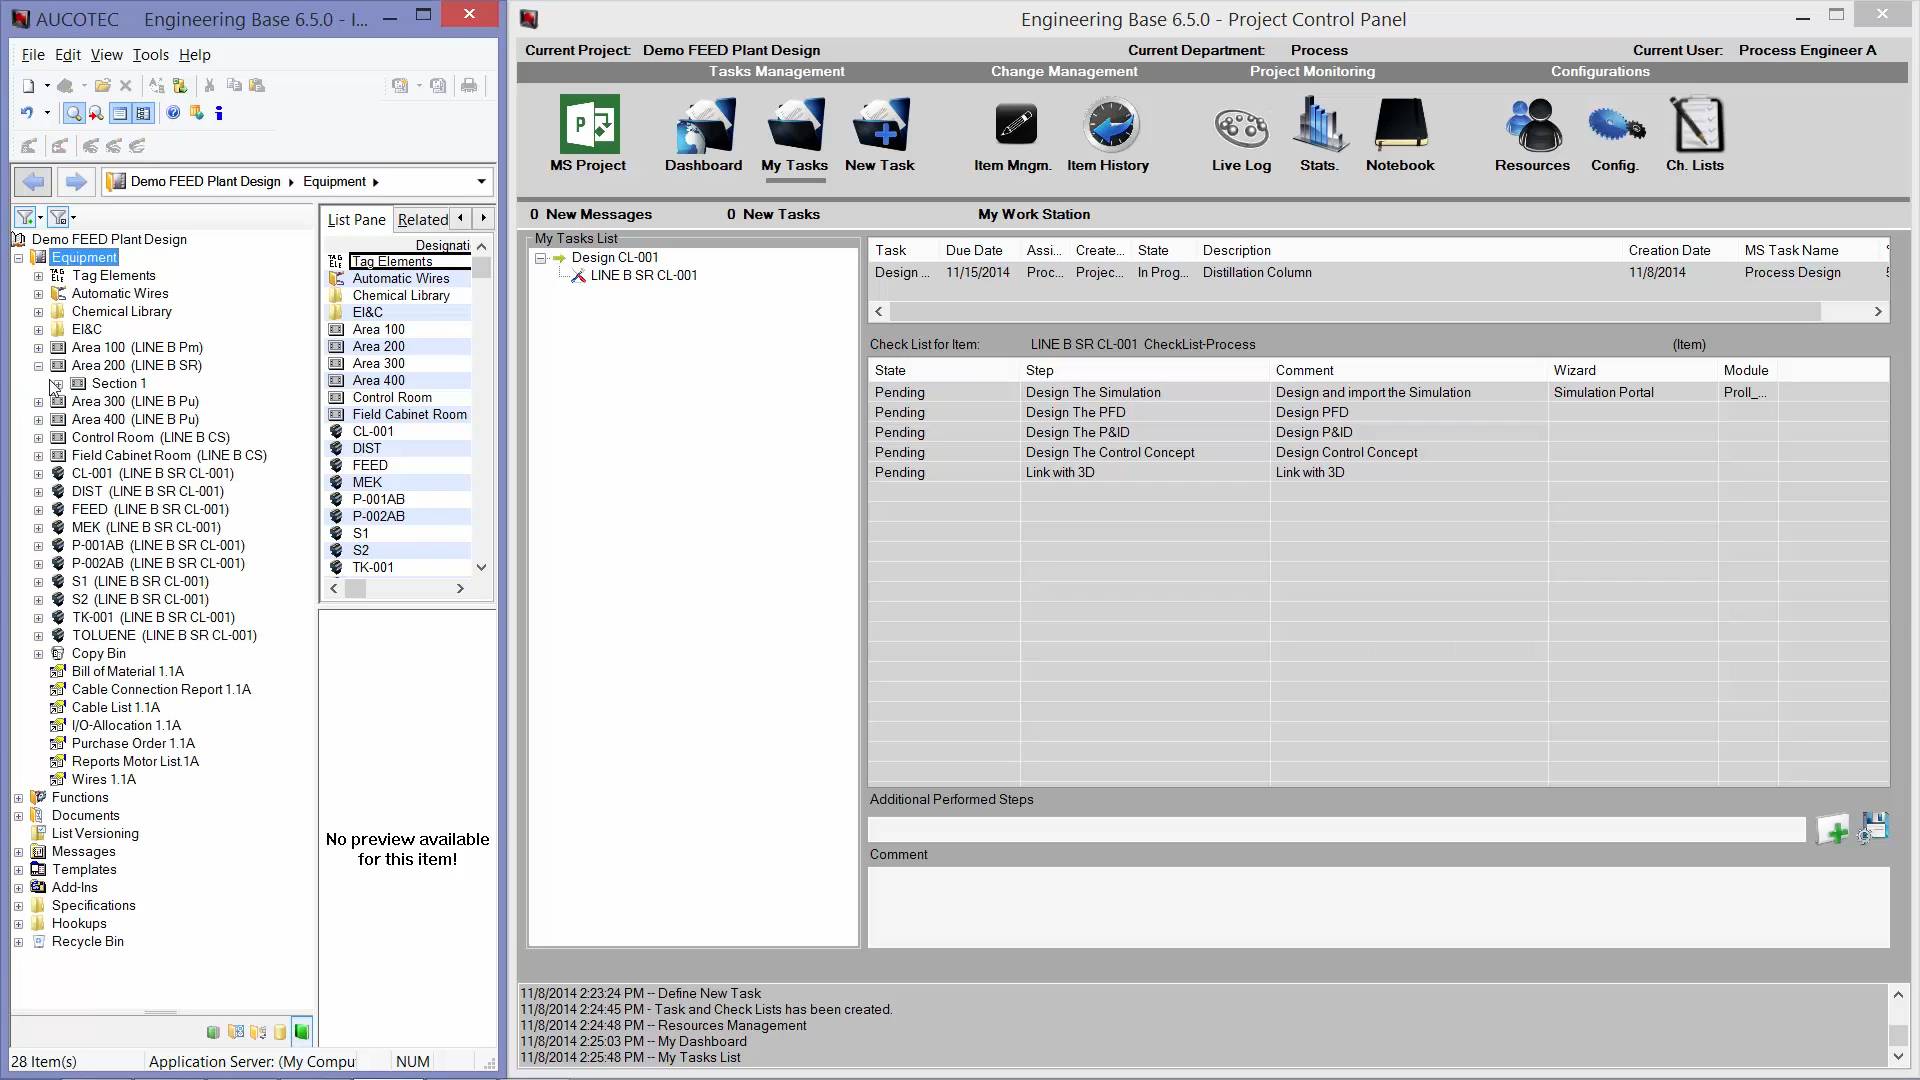 AUCOTEC Engineering Base 6.5.0 - I...
File Edit View Tools Help
Demo FEED Plant Design Equipment
Demo FEED Plant Design
Equipment
Tag Elements
Automatic Wires
Chemical Library
EI&C
Area 100 (LINE B Pm)
Area 200 (LINE B SR)
Section 1
Area 300 (LINE B Pu)
Area 400 (LINE B Pu)
Control Room (LINE B CS)
Field Cabinet Room (LINE B CS)
CL-001 (LINE B SR CL-001)
DIST (LINE B SR CL-001)
FEED (LINE B SR CL-001)
MEK (LINE B SR CL-001)
P-001AB (LINE B SR CL-001)
P-002AB (LINE B SR CL-001)
S1 (LINE B SR CL-001)
S2 (LINE B SR CL-001)
TK-001 (LINE B SR CL-001)
TOLUENE (LINE B SR CL-001)
Copy Bin
Bill of Material 1.1A
Cable Connection Report 1.1A
Cable List 1.1A
I/O-Allocation 1.1A
Purchase Order 1.1A
Reports Motor List.1A
Wires 1.1A
Functions
Documents
List Versioning
Messages
Templates
Add-Ins
Specifications
Hookups
Recycle Bin
28 Item(s) Application Server: (My Compu NUM
List Pane Related
Designati
Tag Elements
Automatic Wires
Chemical Library
EI&C
Area 100
Area 200
Area 300
Area 400
Control Room
Field Cabinet Room
CL-001
DIST
FEED
MEK
P-001AB
P-002AB
S1
S2
TK-001
No preview available
for this item!
Engineering Base 6.5.0 - Project Control Panel
Current Project: Demo FEED Plant Design Current Department: Process Current User: Process Engineer A
Tasks Management Change Management Project Monitoring Configurations
MS Project Dashboard My Tasks New Task Item Mngm. Item History Live Log Stats. Notebook Resources Config. Ch. Lists
0 New Messages 0 New Tasks My Work Station
My Tasks List
Design CL-001
LINE B SR CL-001
Task Due Date Assi... Create... State Description Creation Date MS Task Name
Design ... 11/15/2014 Proc... Projec... In Prog... Distillation Column 11/8/2014 Process Design
Check List for Item: LINE B SR CL-001 CheckList-Process (Item)
State Step Comment Wizard Module
Pending Design The Simulation Design and import the Simulation Simulation Portal ProII_...
Pending Design The PFD Design PFD
Pending Design The P&ID Design P&ID
Pending Design The Control Concept Design Control Concept
Pending Link with 3D Link with 3D
Additional Performed Steps
Comment
11/8/2014 2:23:24 PM -- Define New Task
11/8/2014 2:24:45 PM - Task and Check Lists has been created.
11/8/2014 2:24:48 PM -- Resources Management
11/8/2014 2:25:03 PM -- My Dashboard
11/8/2014 2:25:48 PM -- My Tasks List